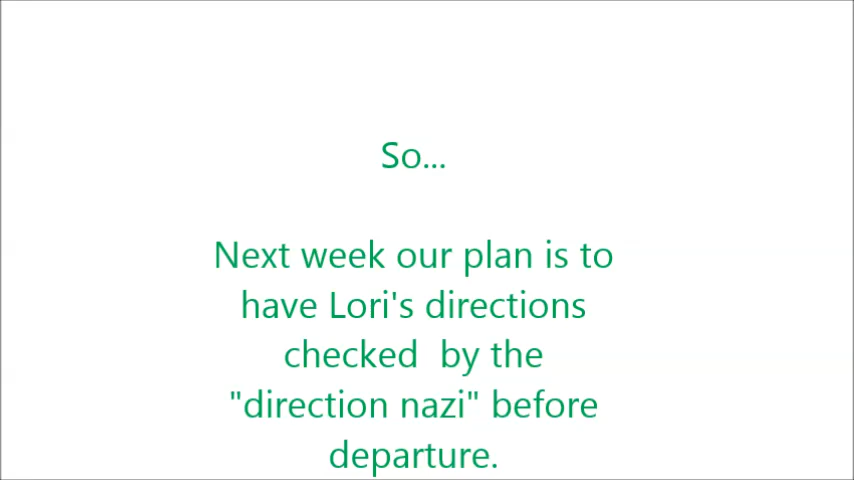 So...
Next week our plan is to
have Lori's directions
checked  by the
"direction nazi" before
departure.